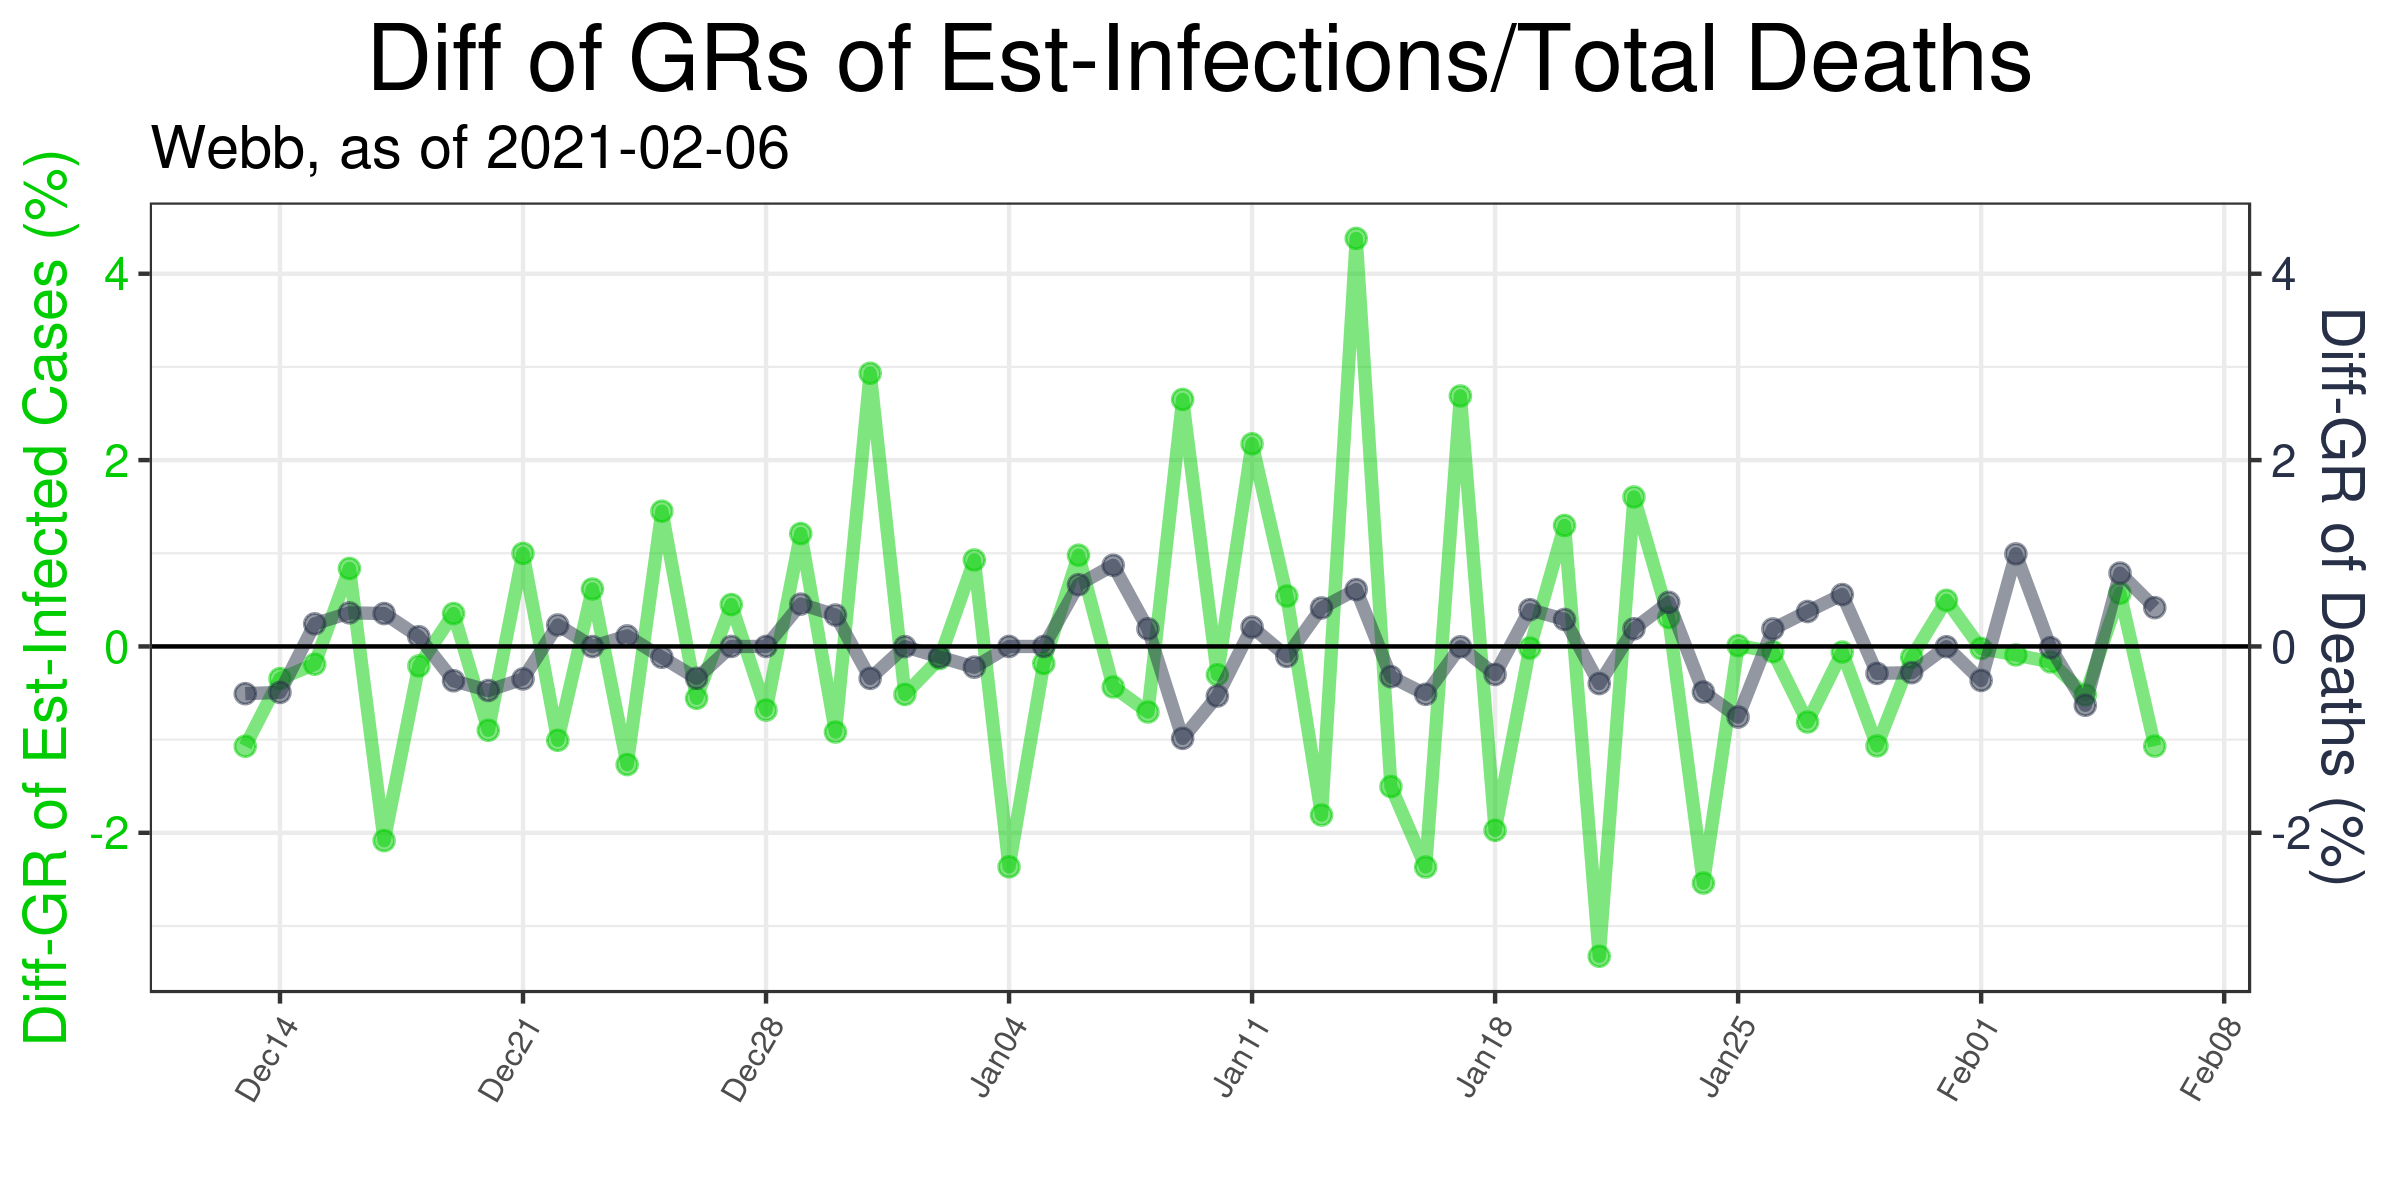 Diff of GRs of Est-Infections/Total Deaths
Webb, as of 2021-02-06
Diff-GR of Est-Infected Cases (%)
4
2
0
-2
4
2
0
-2
Diff-GR of Deaths (%)
Dec14
Dec21
Dec28
Jan04
Jan11
Jan18
Jan25
Feb01
Feb08